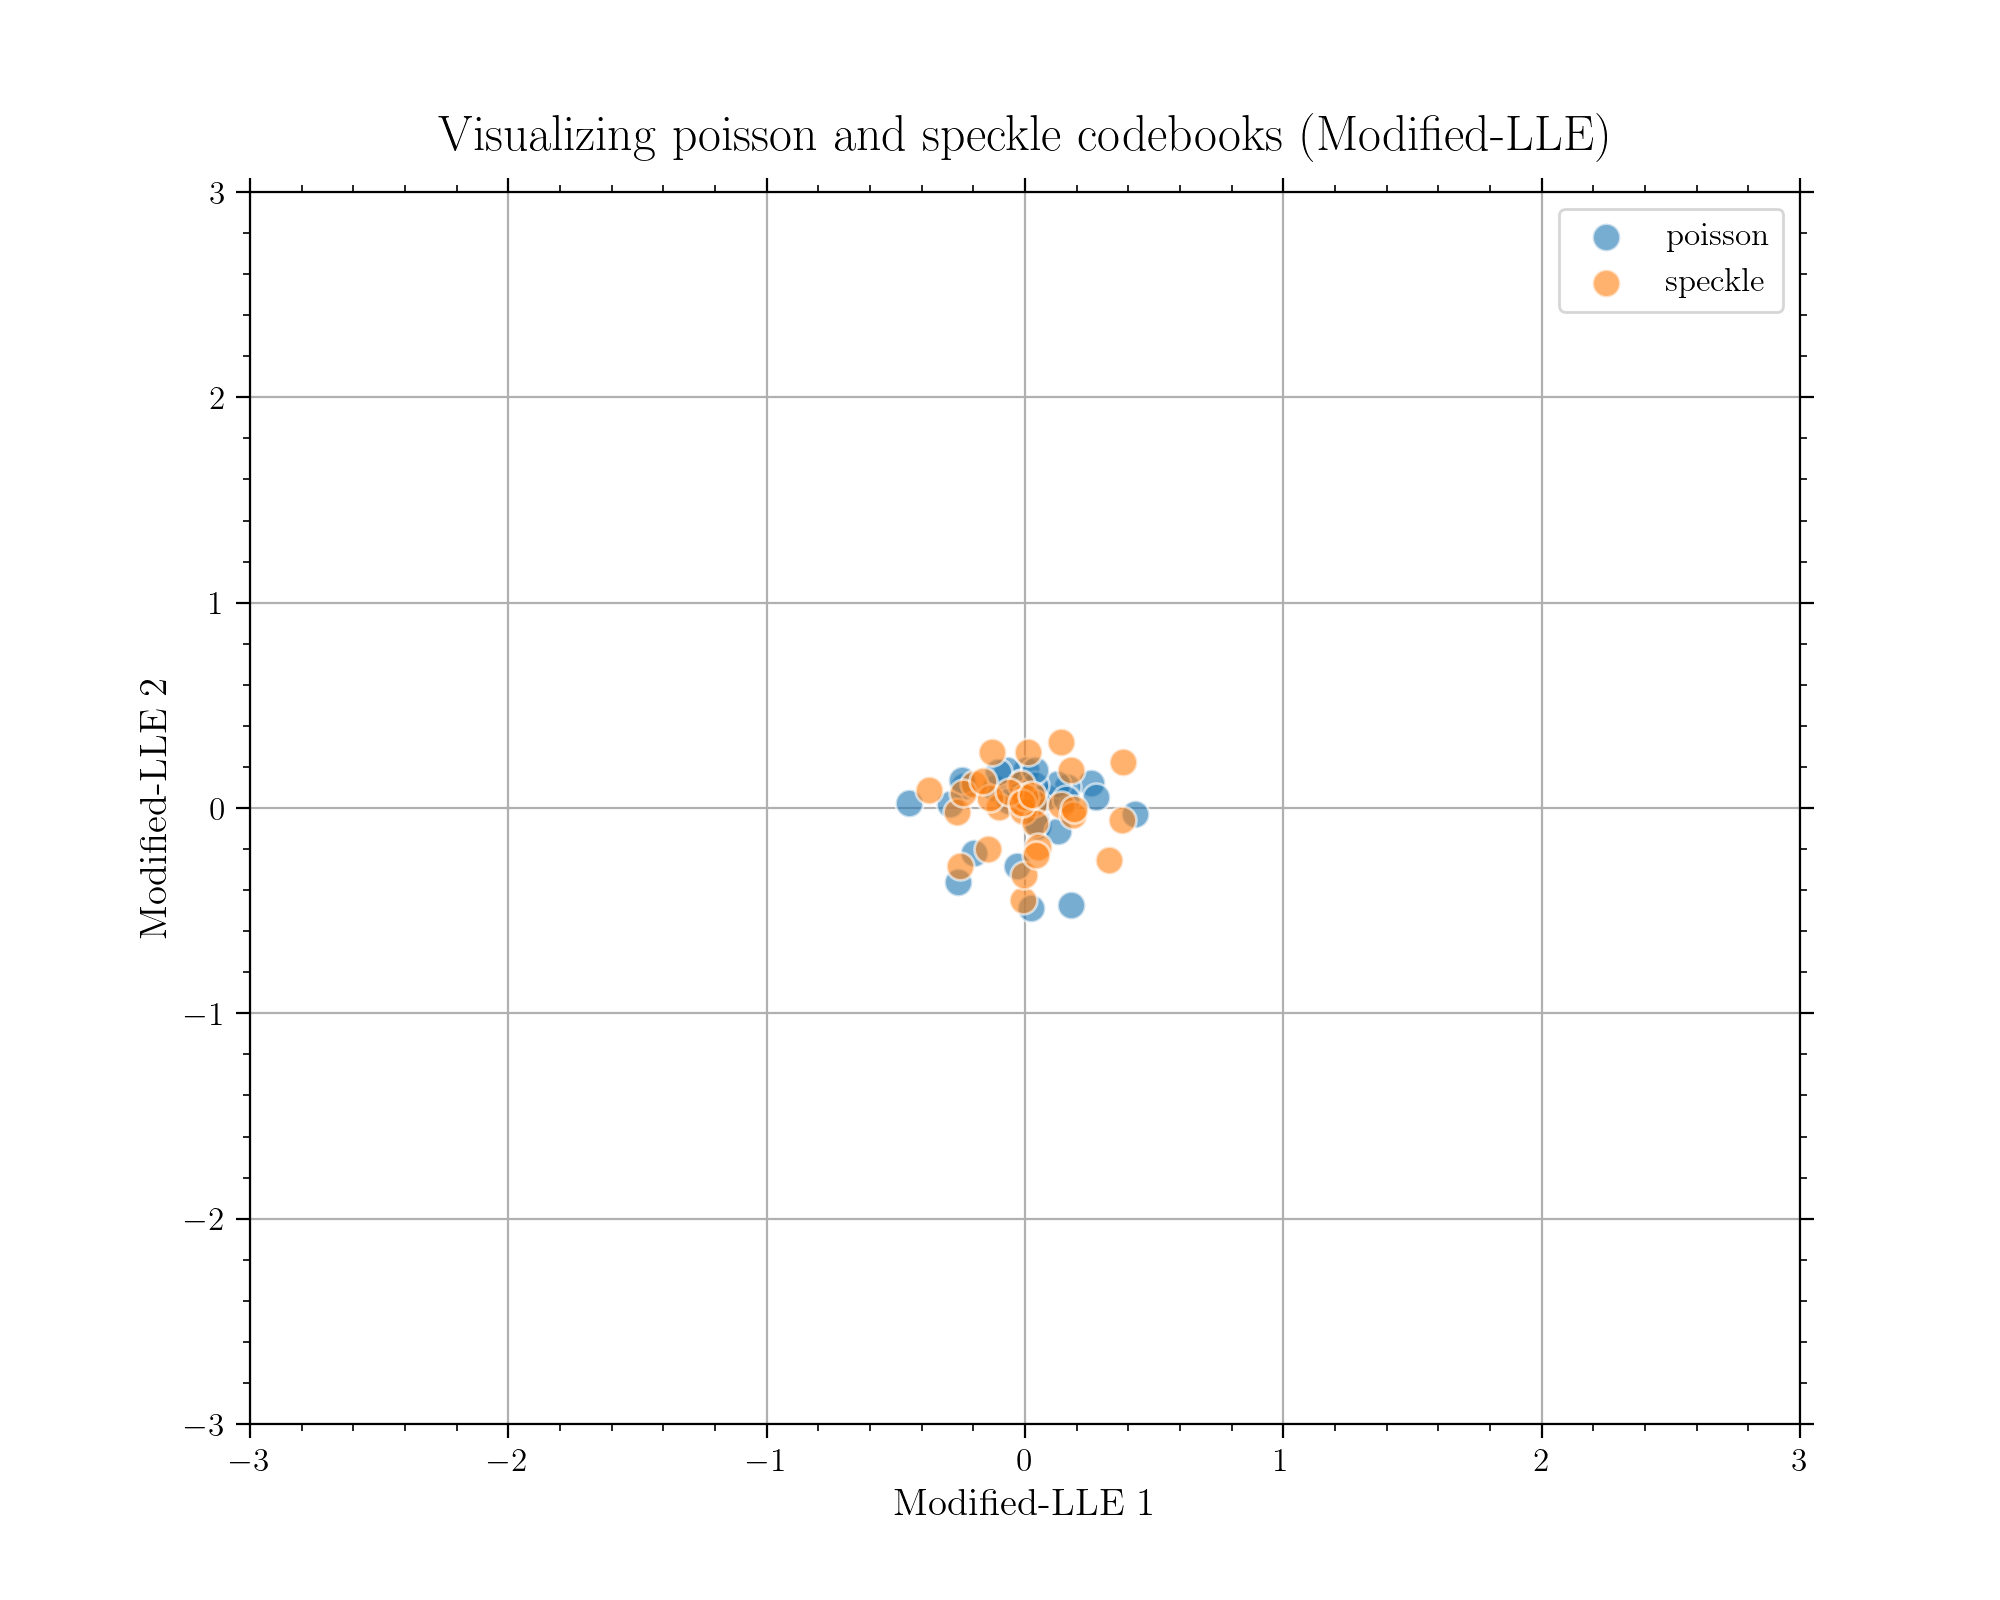 Visualizing poisson and speckle codebooks (Modified-LLE)
poisson
speckle
3
2
1
0
−1
−2
−3
Modified-LLE 2
−3
−2
−1
0
1
2
3
Modified-LLE 1